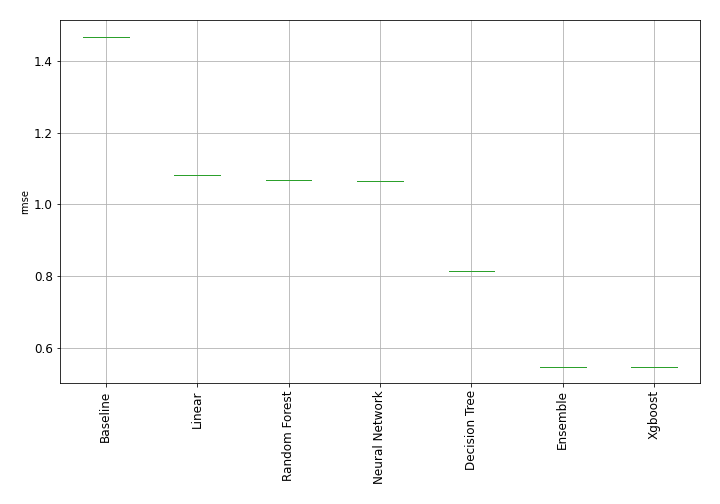 1.4
1.2
1.0
0.8
0.6
rmse
Baseline
Linear
Random Forest
Neural Network
Decision Tree
Ensemble
Xgboost